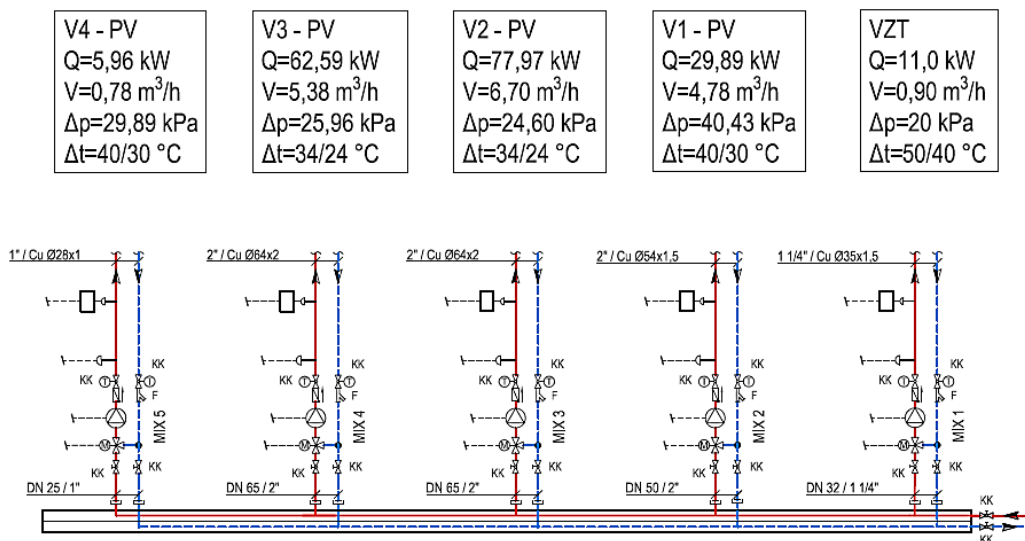 V4 - PV
Q=5,96 kW
V=0,78 m³/h
Δp=29,89 kPa
Δt=40/30 °C
V3 - PV
Q=62,59 kW
V=5,38 m³/h
Δp=25,96 kPa
Δt=34/24 °C
V2 - PV
Q=77,97 kW
V=6,70 m³/h
Δp=24,60 kPa
Δt=34/24 °C
V1 - PV
Q=29,89 kW
V=4,78 m³/h
Δp=40,43 kPa
Δt=40/30 °C
VZT
Q=11,0 kW
V=0,90 m³/h
Δp=20 kPa
Δt=50/40 °C
1" / Cu Ø28x1
2" / Cu Ø64x2
2" / Cu Ø64x2
2" / Cu Ø54x1,5
1 1/4" / Cu Ø35x1,5
KK
KK
KK
KK
KK
KK T T
KK T T
KK T T
KK T T
KK T T
F
F
F
F
F
MIX 5
MIX 4
MIX 3
MIX 2
MIX 1
M
M
M
M
M
KK KK
KK KK
KK KK
KK KK
KK KK
DN 25 / 1"
DN 65 / 2"
DN 65 / 2"
DN 50 / 2"
DN 32 / 1 1/4"
KK
KK